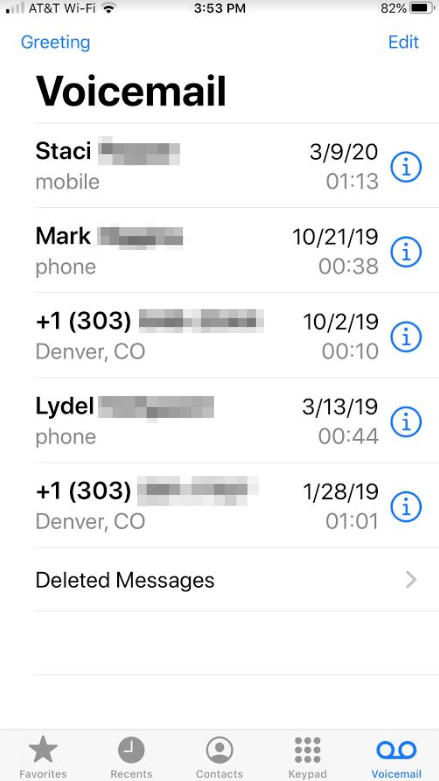 AT&T Wi-Fi 3:53 PM 82%
Greeting Edit
Voicemail
Staci 3/9/20
mobile 01:13
Mark 10/21/19
phone 00:38
+1 (303) 10/2/19
Denver, CO 00:10
Lydel 3/13/19
phone 00:44
+1 (303) 1/28/19
Denver, CO 01:01
Deleted Messages
Favorites Recents Contacts Keypad Voicemail